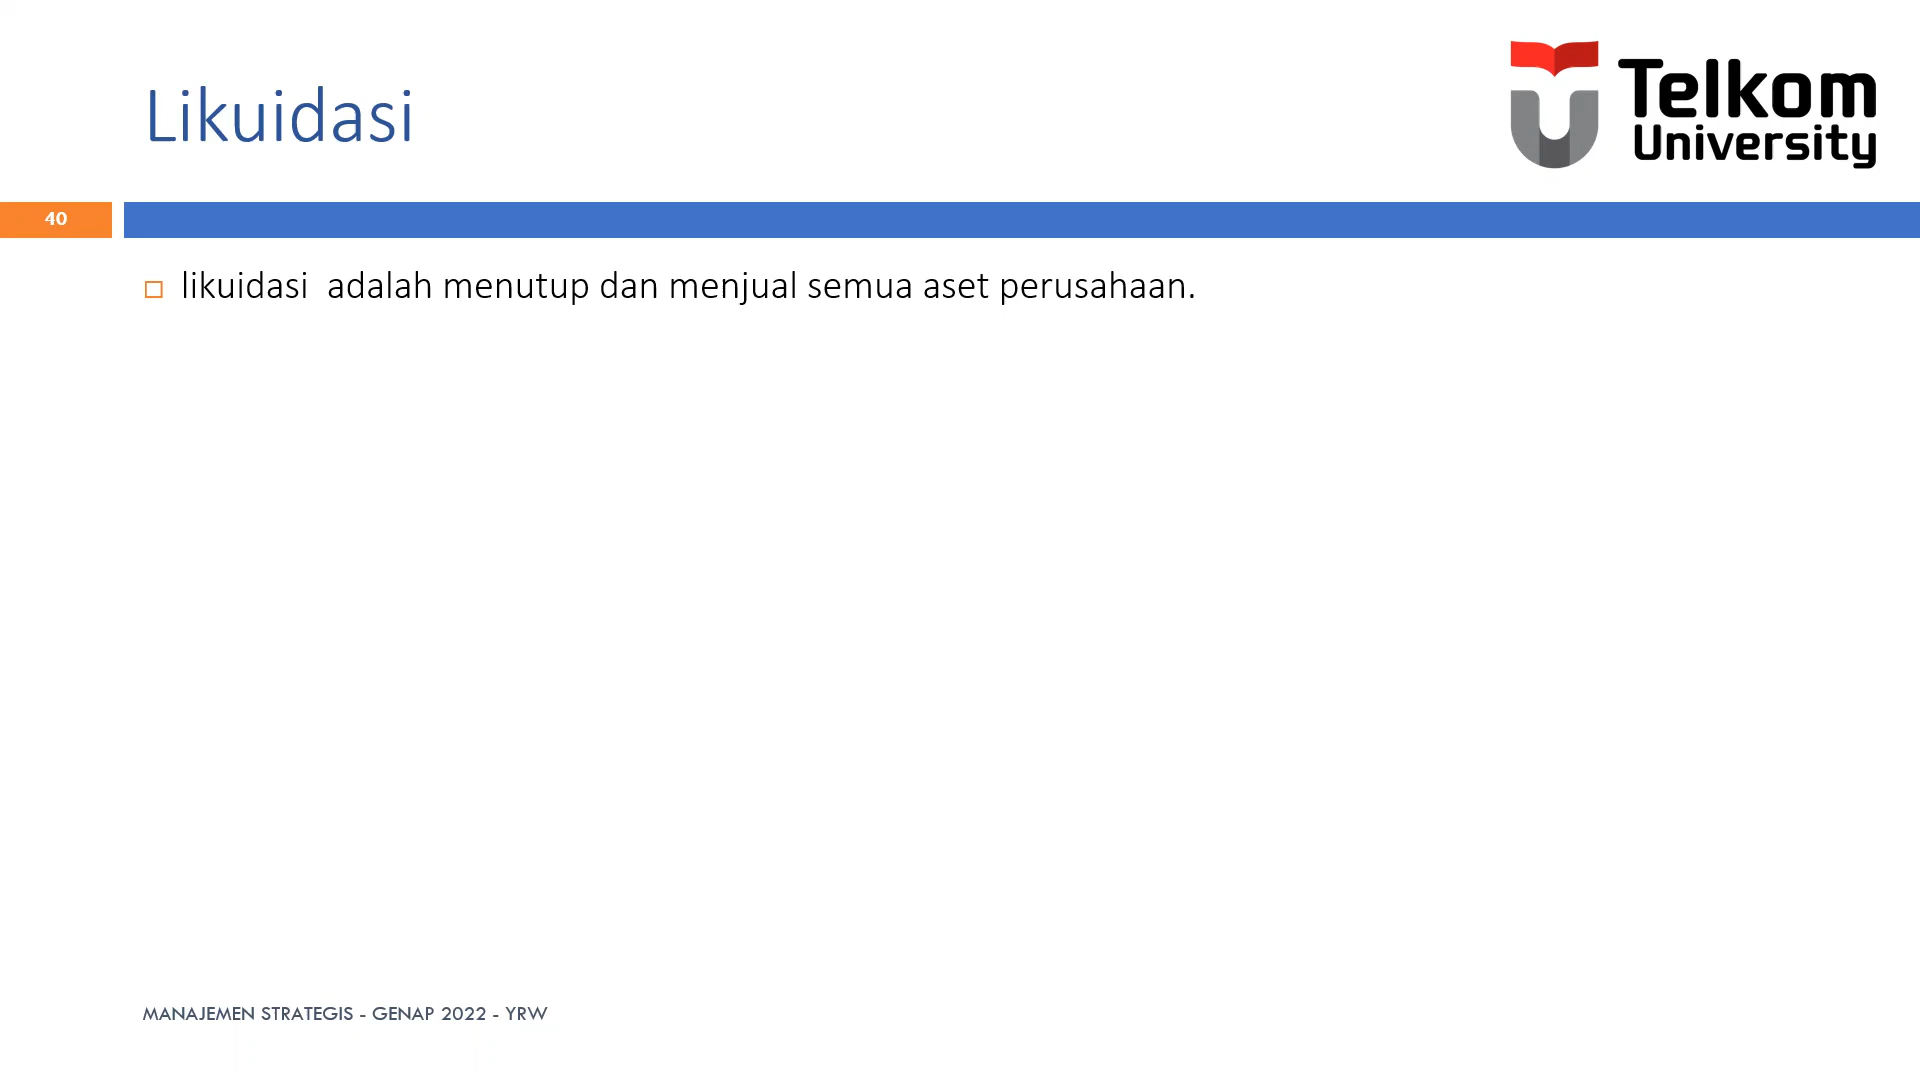 Likuidasi
Telkom
University
40
likuidasi  adalah menutup dan menjual semua aset perusahaan.
MANAJEMEN STRATEGIS - GENAP 2022 - YRW